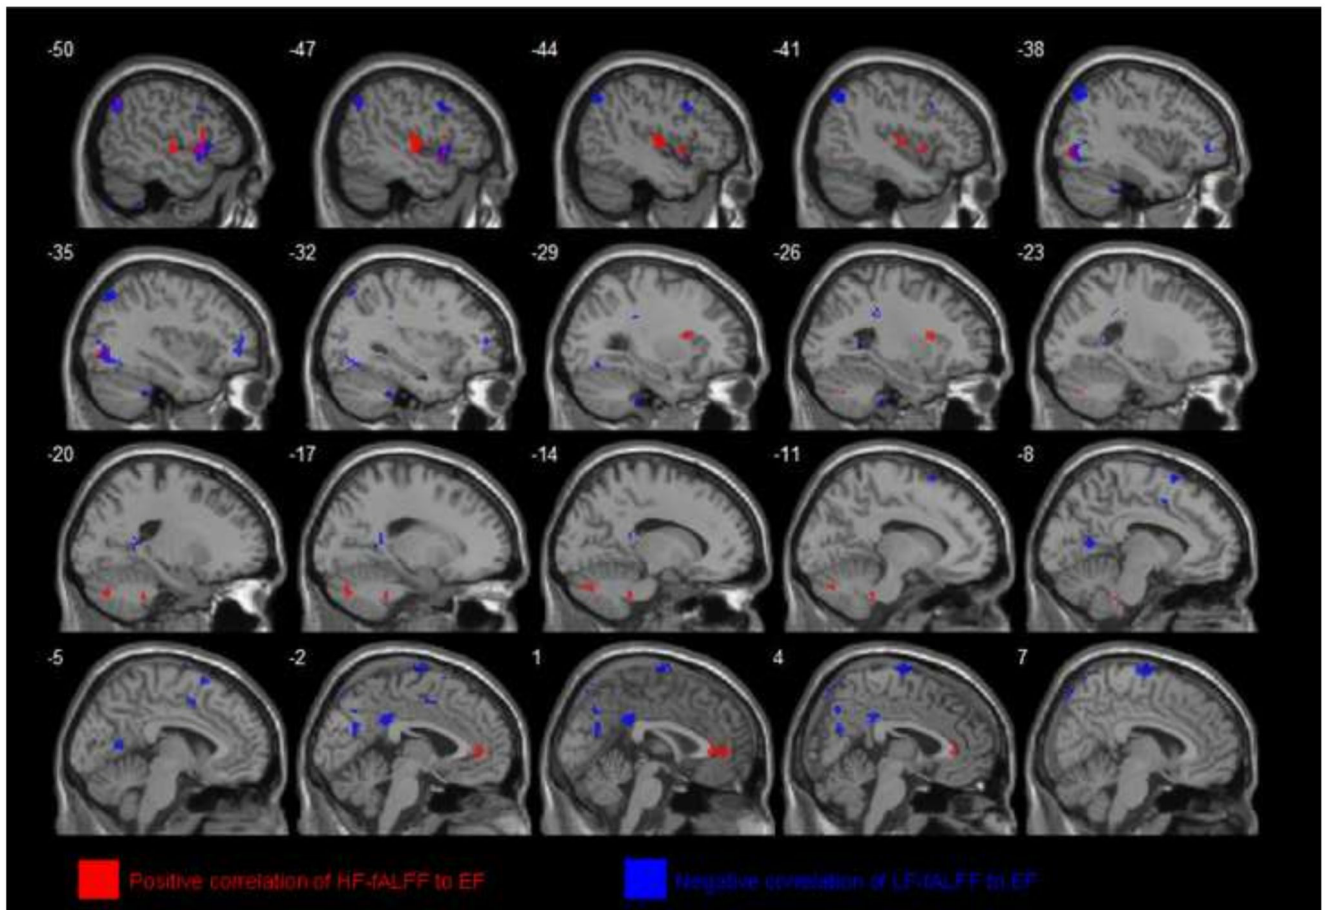 -50 -47 -44 -41 -38
-35 -32 -29 -26 -23
-20 -17 -14 -11 -8
-5 -2 1 4 7
Positive correlation of HF-fALFF to EF Negative correlation of LF-fALFF to EF